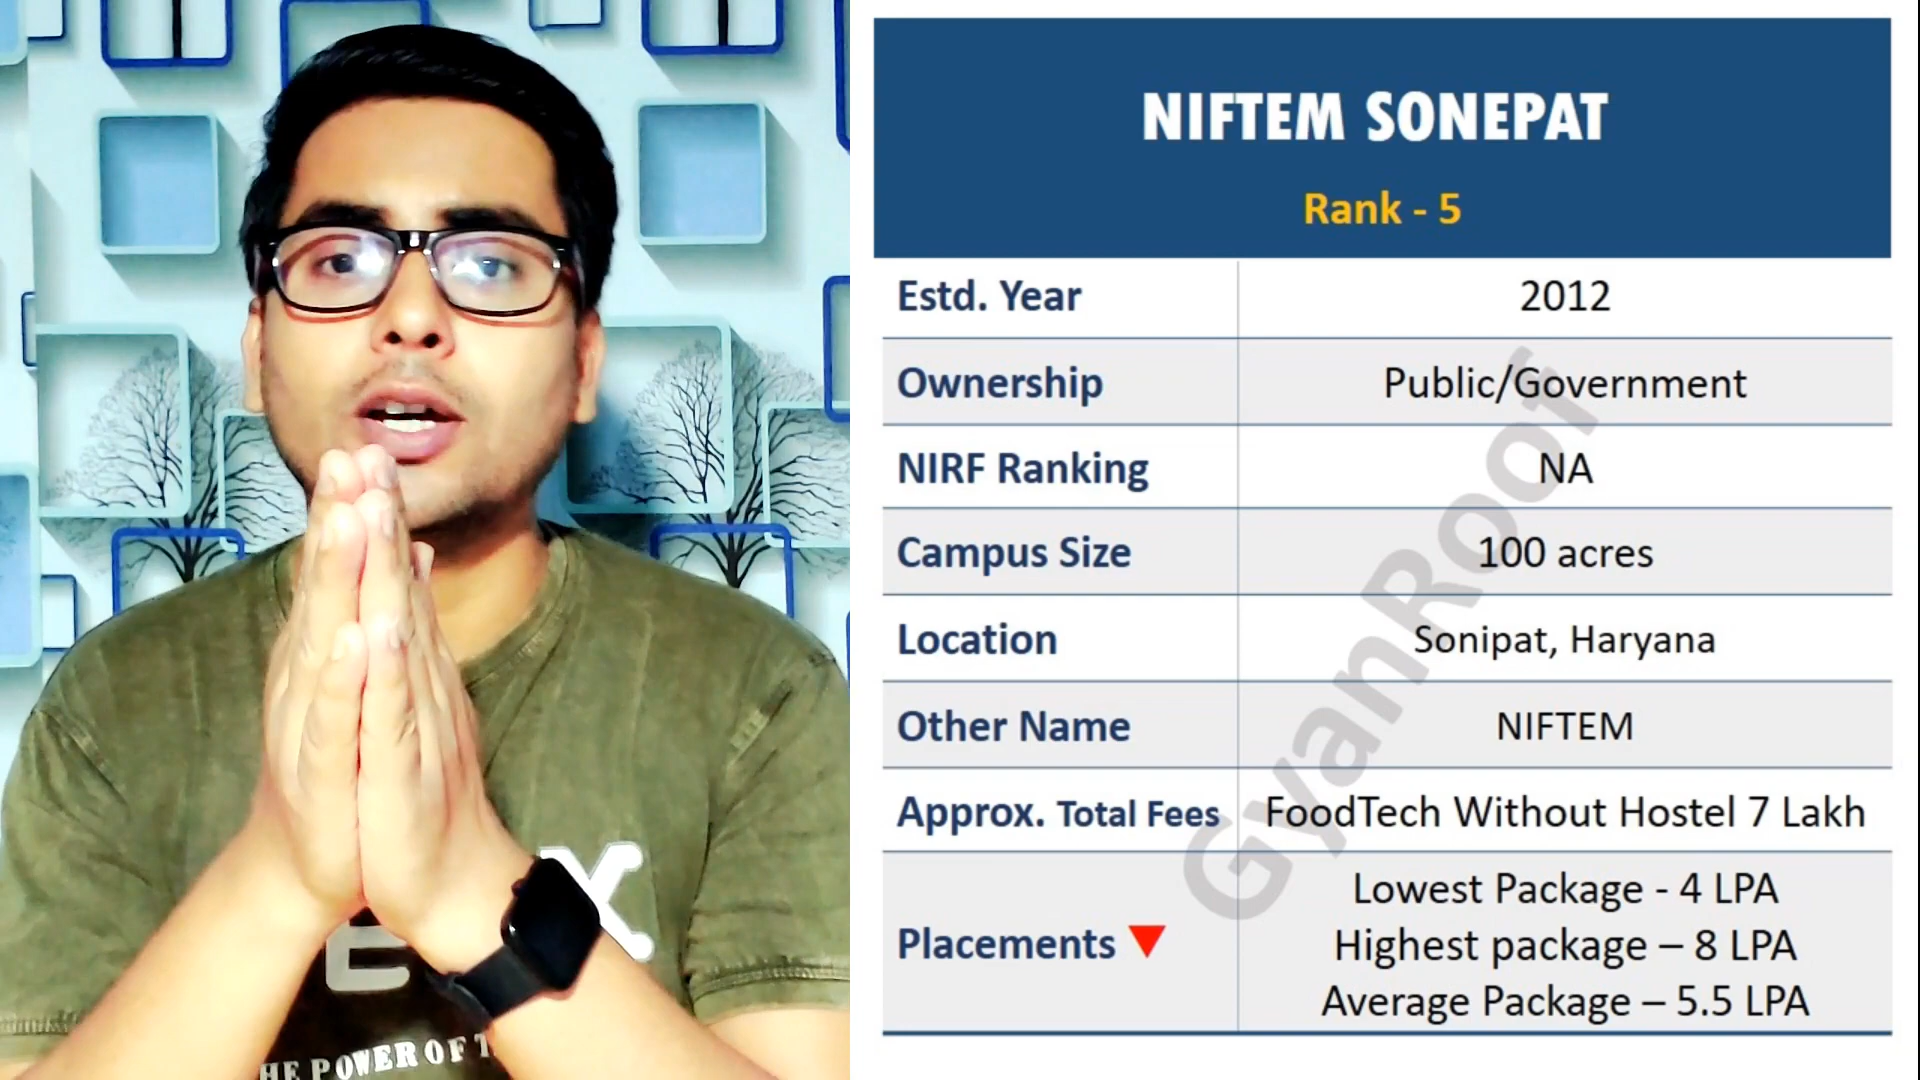 NIFTEM SONEPAT
Rank - 5
Estd. Year 2012
Ownership Public/Government
NIRF Ranking NA
Campus Size 100 acres
Location Sonipat, Haryana
Other Name NIFTEM
Approx. Total Fees FoodTech Without Hostel 7 Lakh
Placements
Lowest Package - 4 LPA
Highest package – 8 LPA
Average Package – 5.5 LPA
GyanRoof
POWER OF